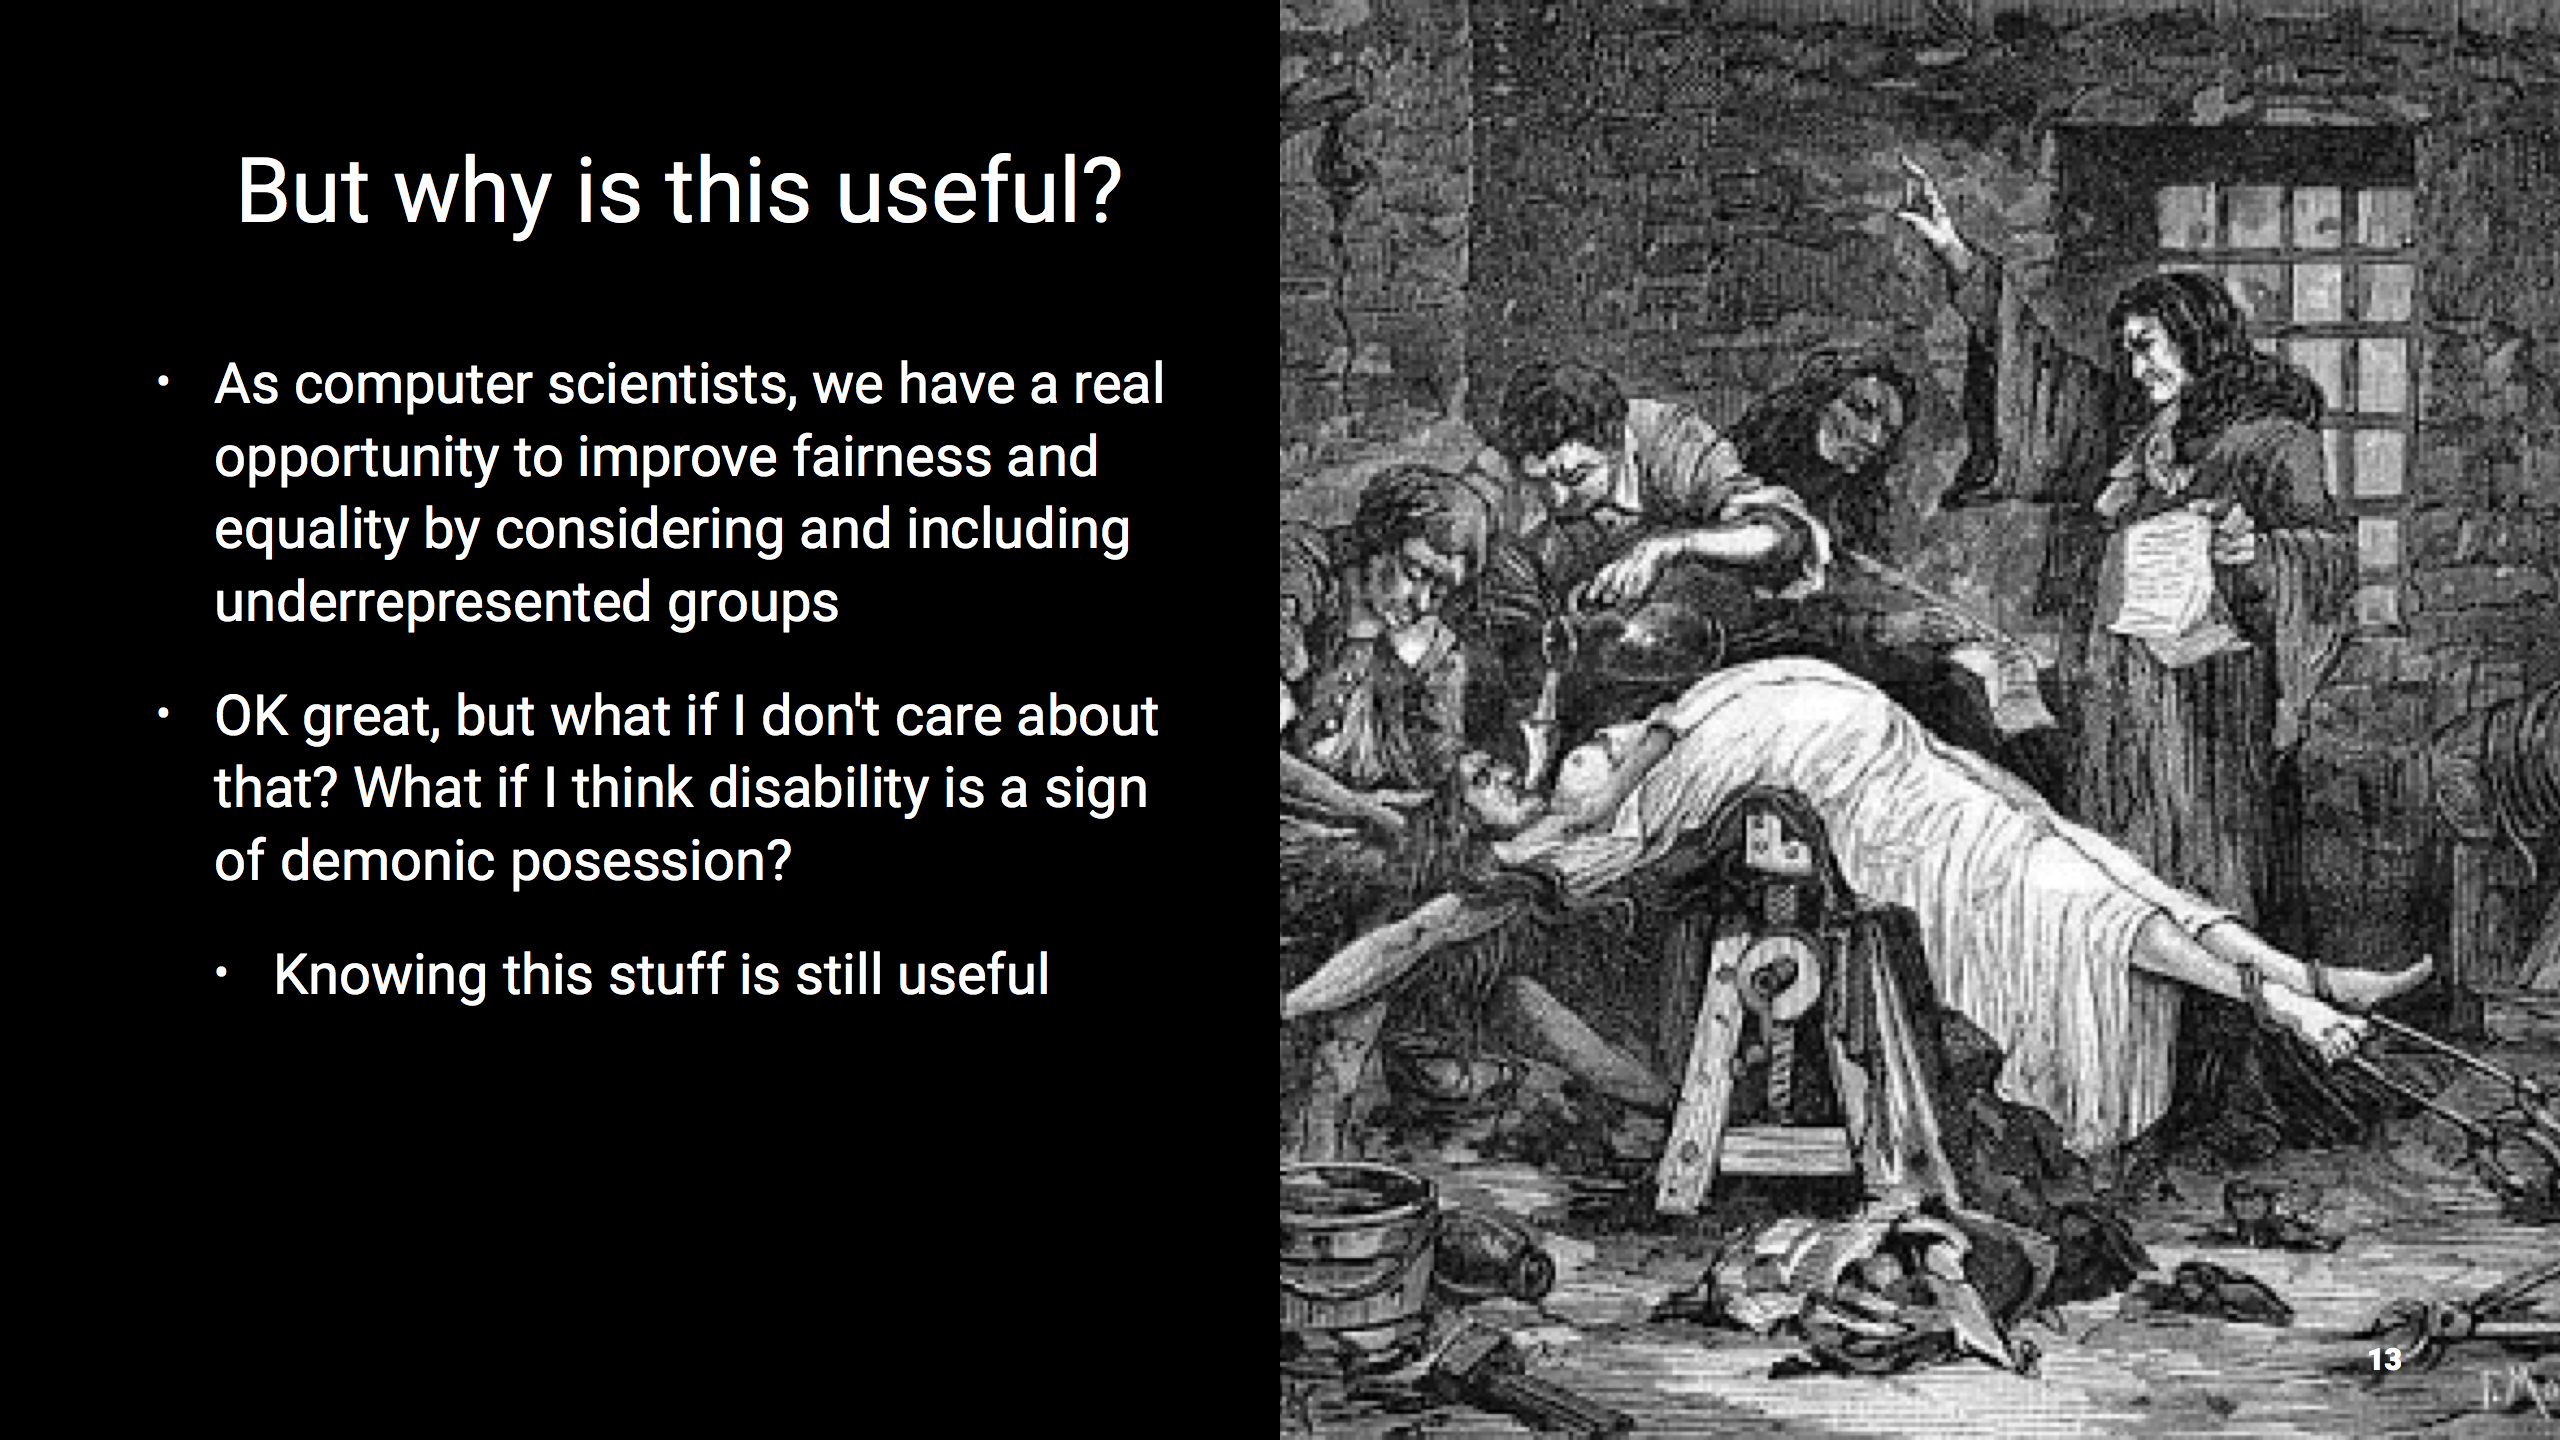 But why is this useful?
• As computer scientists, we have a real
opportunity to improve fairness and
equality by considering and including
underrepresented groups
• OK great, but what if I don't care about
that? What if I think disability is a sign
of demonic posession?
• Knowing this stuff is still useful
13